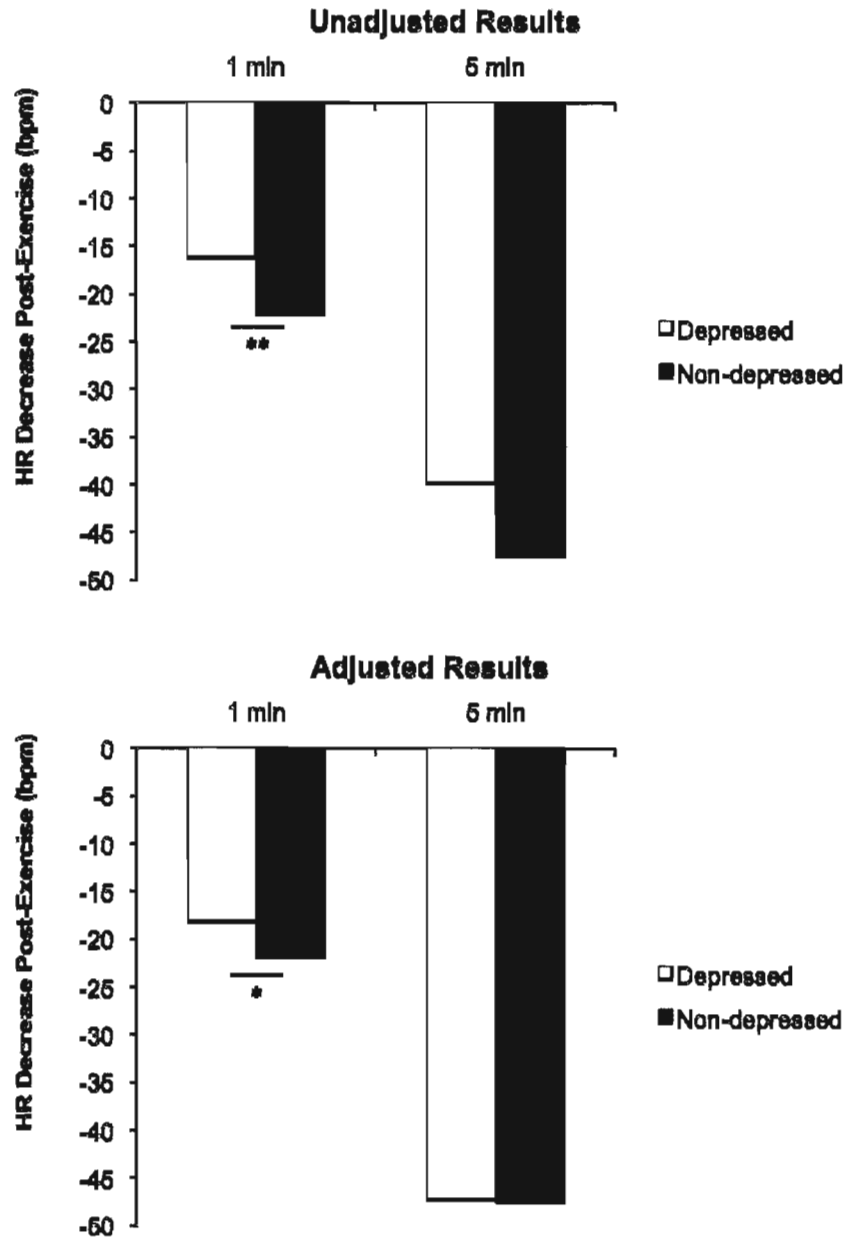 Unadjusted Results
1 min
5 min
HR Decrease Post-Exercise (bpm)
0
-5
-10
-15
-20
-25
-30
-35
-40
-45
-50
**
Depressed
Non-depressed
Adjusted Results
1 min
5 min
HR Decrease Post-Exercise (bpm)
0
-5
-10
-15
-20
-25
-30
-35
-40
-45
-50
*
Depressed
Non-depressed